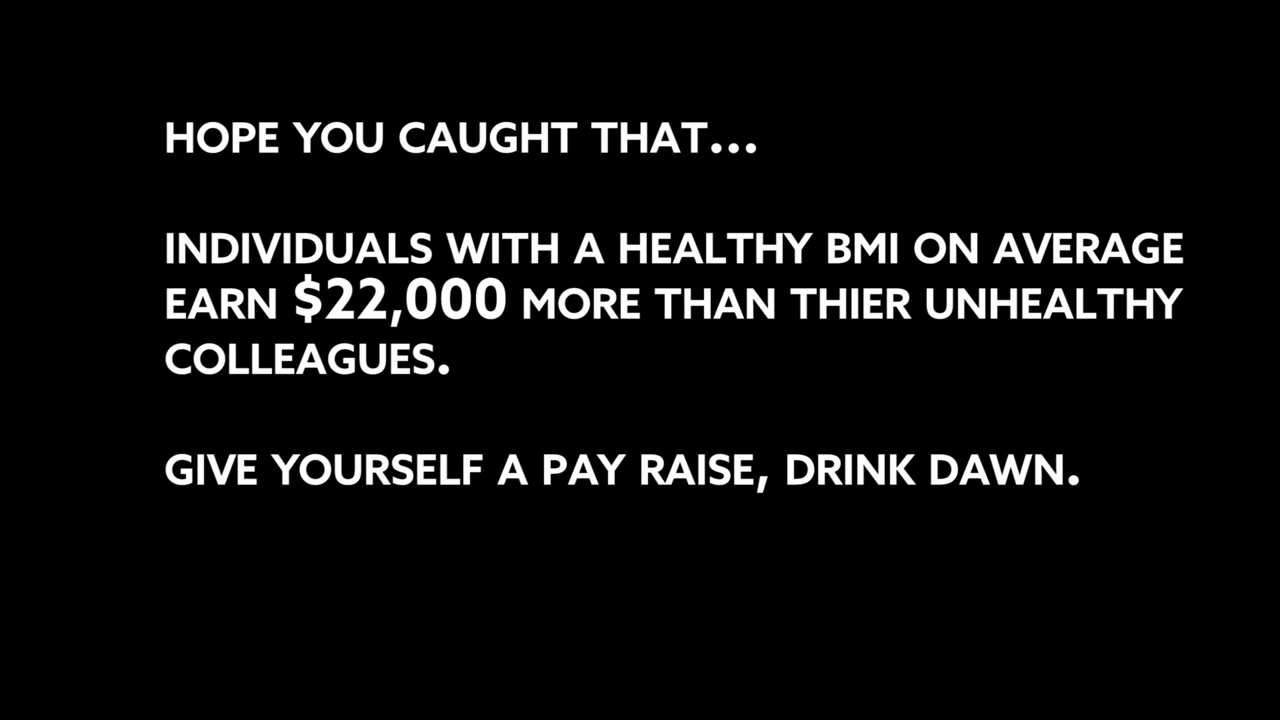 HOPE YOU CAUGHT THAT...
INDIVIDUALS WITH A HEALTHY BMI ON AVERAGE
EARN $22,000 MORE THAN THIER UNHEALTHY
COLLEAGUES.
GIVE YOURSELF A PAY RAISE, DRINK DAWN.